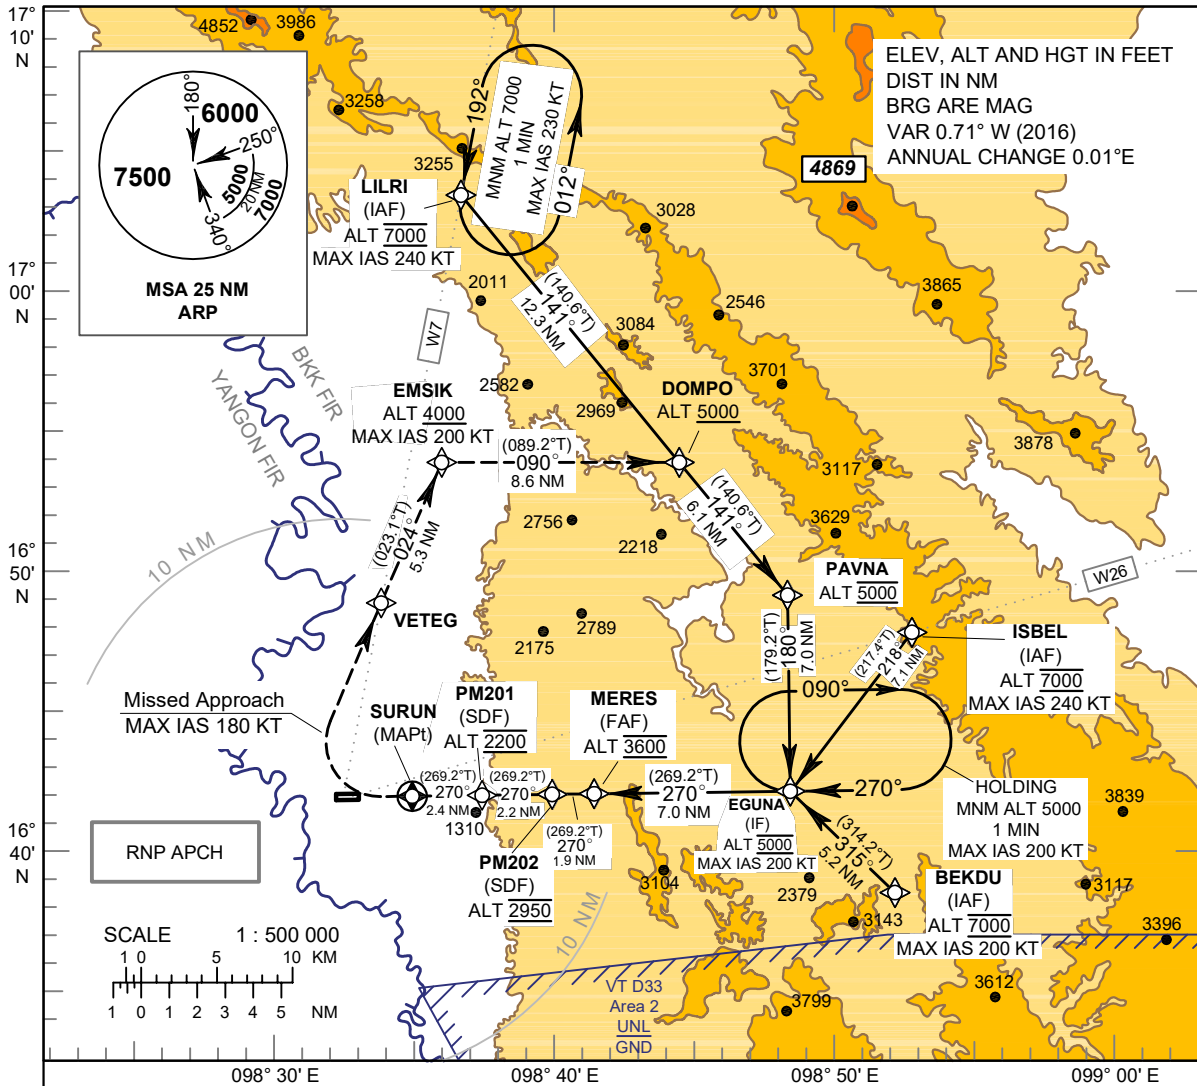 17°
10'
N
4852
3986
3258
3255
180°
6000
250°
7500
5000
20 NM
7000
340°
MSA 25 NM
ARP
192°
MNM ALT 7000
1 MIN
MAX IAS 230 KT
012°
ELEV, ALT AND HGT IN FEET
DIST IN NM
BRG ARE MAG
VAR 0.71° W (2016)
ANNUAL CHANGE 0.01°E
4869
LILRI
(IAF)
ALT 7000
MAX IAS 240 KT
3028
17°
00'
N
2011
(140.6°T)
141°
12.3 NM
2546
3865
W7
3084
BKK FIR
YANGON FIR
2582
2969
3701
EMSIK
ALT 4000
MAX IAS 200 KT
DOMPO
ALT 5000
3878
(089.2°T)
090°
8.6 NM
3117
(140.6°T)
141°
6.1 NM
10 NM
(023.1°T)
024°
5.3 NM
2756
2218
3629
16°
50'
N
PAVNA
ALT 5000
W26
VETEG
2789
2175
ISBEL
(IAF)
ALT 7000
MAX IAS 240 KT
(179.2°T)
180°
7.0 NM
(217.4°T)
218°
7.1 NM
090°
Missed Approach
MAX IAS 180 KT
SURUN
(MAPt)
PM201
(SDF)
ALT 2200
MERES
(FAF)
ALT 3600
(269.2°T)
270°
2.4 NM
(269.2°T)
270°
2.2 NM
(269.2°T)
270°
7.0 NM
270°
EGUNA
(IF)
ALT 5000
MAX IAS 200 KT
HOLDING
MNM ALT 5000
1 MIN
MAX IAS 200 KT
3839
1310
(269.2°T)
270°
1.9 NM
(314.2°T)
315°
5.2 NM
16°
40'
N
RNP APCH
PM202
(SDF)
ALT 2950
3104
2379
BEKDU
(IAF)
ALT 7000
MAX IAS 200 KT
3117
3143
3396
10 NM
SCALE
1 : 500 000
1 0 5 10 KM
1 0 1 2 3 4 5 NM
VT D33
Area 2
UNL
GND
3799
3612
098° 30'
098° 40'
098° 50'
099° 00'